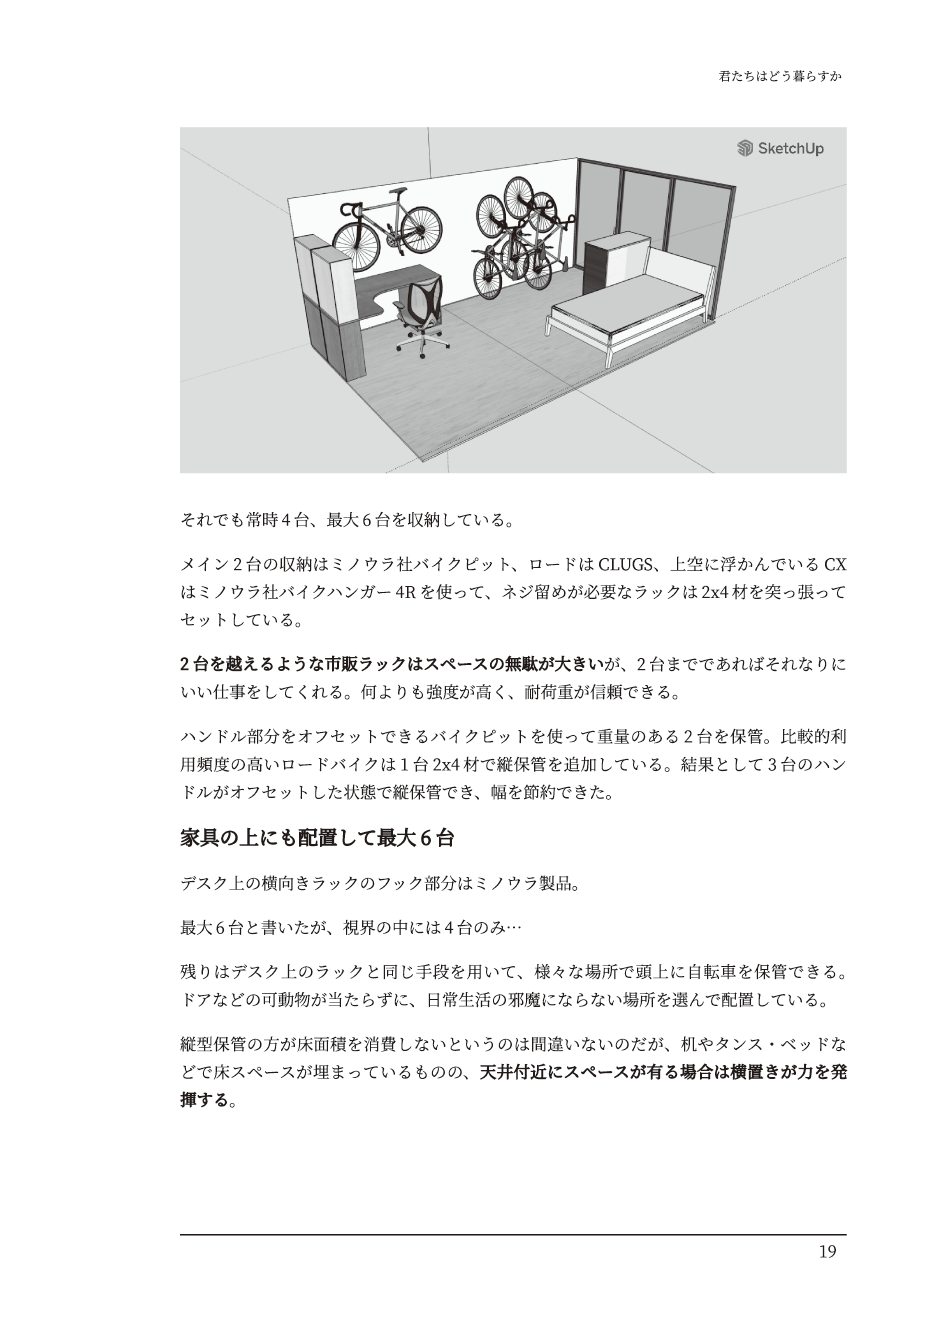 君たちはどう暮らすか
SketchUp
それでも常時4台、最大6台を収納している。
メイン2台の収納はミノウラ社バイクピット、ロードは CLUGS、上空に浮かんでいる CX
はミノウラ社バイクハンガー 4R を使って、ネジ留めが必要なラックは 2x4 材を突っ張って
セットしている。
2台を越えるような市販ラックはスペースの無駄が大きいが、2台までであればそれなりに
いい仕事をしてくれる。何よりも強度が高く、耐荷重が信頼できる。
ハンドル部分をオフセットできるバイクピットを使って重量のある2台を保管。比較的利
用頻度の高いロードバイクは1台 2x4 材で縦保管を追加している。結果として3台のハン
ドルがオフセットした状態で縦保管でき、幅を節約できた。
家具の上にも配置して最大6台
デスク上の横向きラックのフック部分はミノウラ製品。
最大6台と書いたが、視界の中には4台のみ…
残りはデスク上のラックと同じ手段を用いて、様々な場所で頭上に自転車を保管できる。
ドアなどの可動物が当たらずに、日常生活の邪魔にならない場所を選んで配置している。
縦型保管の方が床面積を消費しないというのは間違いないのだが、机やタンス・ベッドな
どで床スペースが埋まっているものの、天井付近にスペースが有る場合は横置きが力を発
揮する。
19